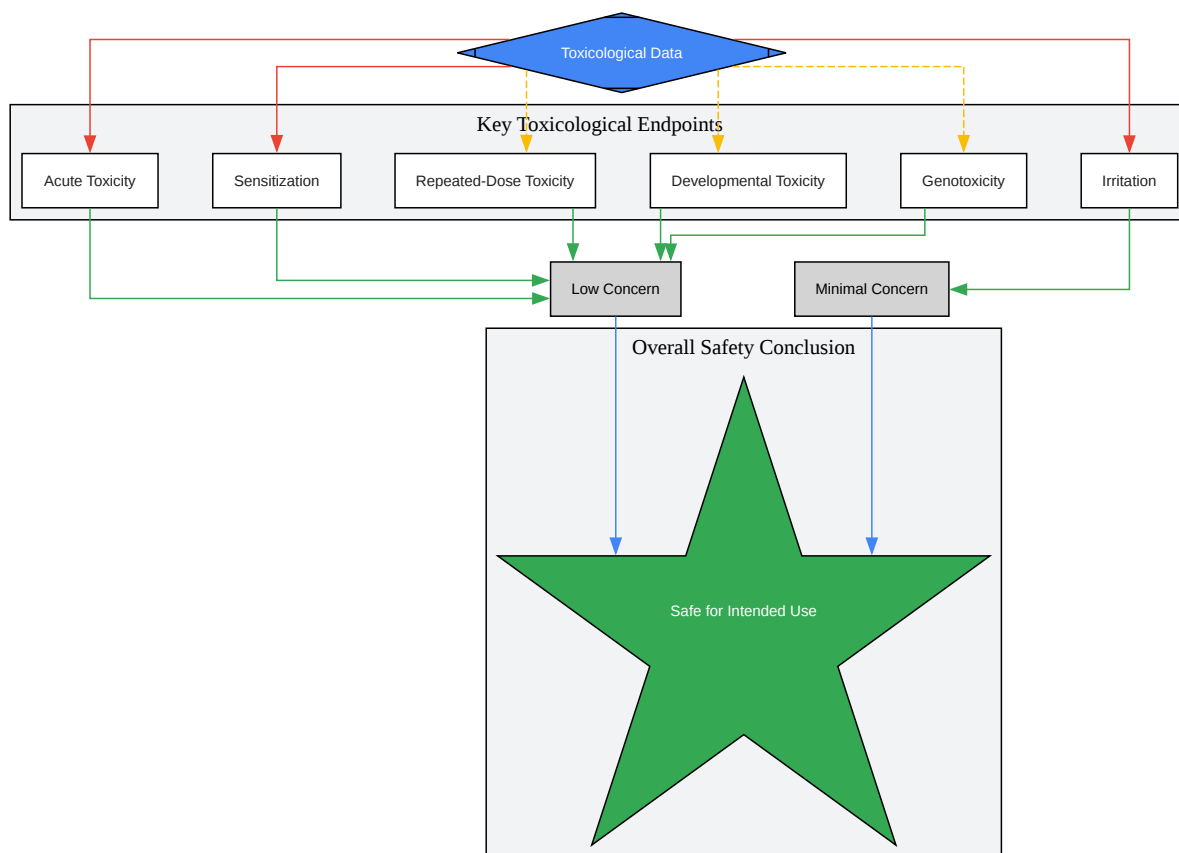 Toxicological Data
Key Toxicological Endpoints
Acute Toxicity
Sensitization
Repeated-Dose Toxicity
Developmental Toxicity
Genotoxicity
Irritation
Low Concern
Minimal Concern
Overall Safety Conclusion
Safe for Intended Use